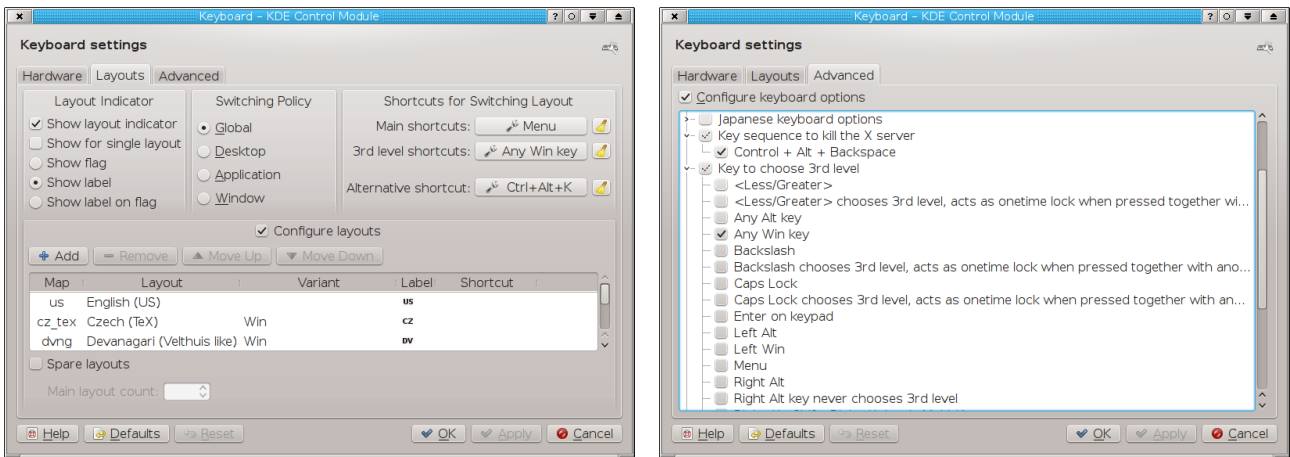 Keyboard – KDE Control Module
Keyboard settings
Hardware Layouts Advanced
Layout Indicator
Show layout indicator
Show for single layout
Show flag
Show label
Show label on flag
Switching Policy
Global
Desktop
Application
Window
Shortcuts for Switching Layout
Main shortcuts: Menu
3rd level shortcuts: Any Win key
Alternative shortcut: Ctrl+Alt+K
Configure layouts
Add Remove Move Up Move Down
Map Layout Variant Label Shortcut
us English (US) us
cz_tex Czech (TeX) Win cz
dvng Devanagari (Velthuis like) Win DV
Spare layouts
Main layout count:
Help Defaults Reset OK Apply Cancel
Keyboard – KDE Control Module
Keyboard settings
Hardware Layouts Advanced
Configure keyboard options
Japanese keyboard options
Key sequence to kill the X server
Control + Alt + Backspace
Key to choose 3rd level
<Less/Greater>
<Less/Greater> chooses 3rd level, acts as onetime lock when pressed together wi...
Any Alt key
Any Win key
Backslash
Backslash chooses 3rd level, acts as onetime lock when pressed together with ano...
Caps Lock
Caps Lock chooses 3rd level, acts as onetime lock when pressed together with an...
Enter on keypad
Left Alt
Left Win
Menu
Right Alt
Right Alt key never chooses 3rd level
Help Defaults Reset OK Apply Cancel